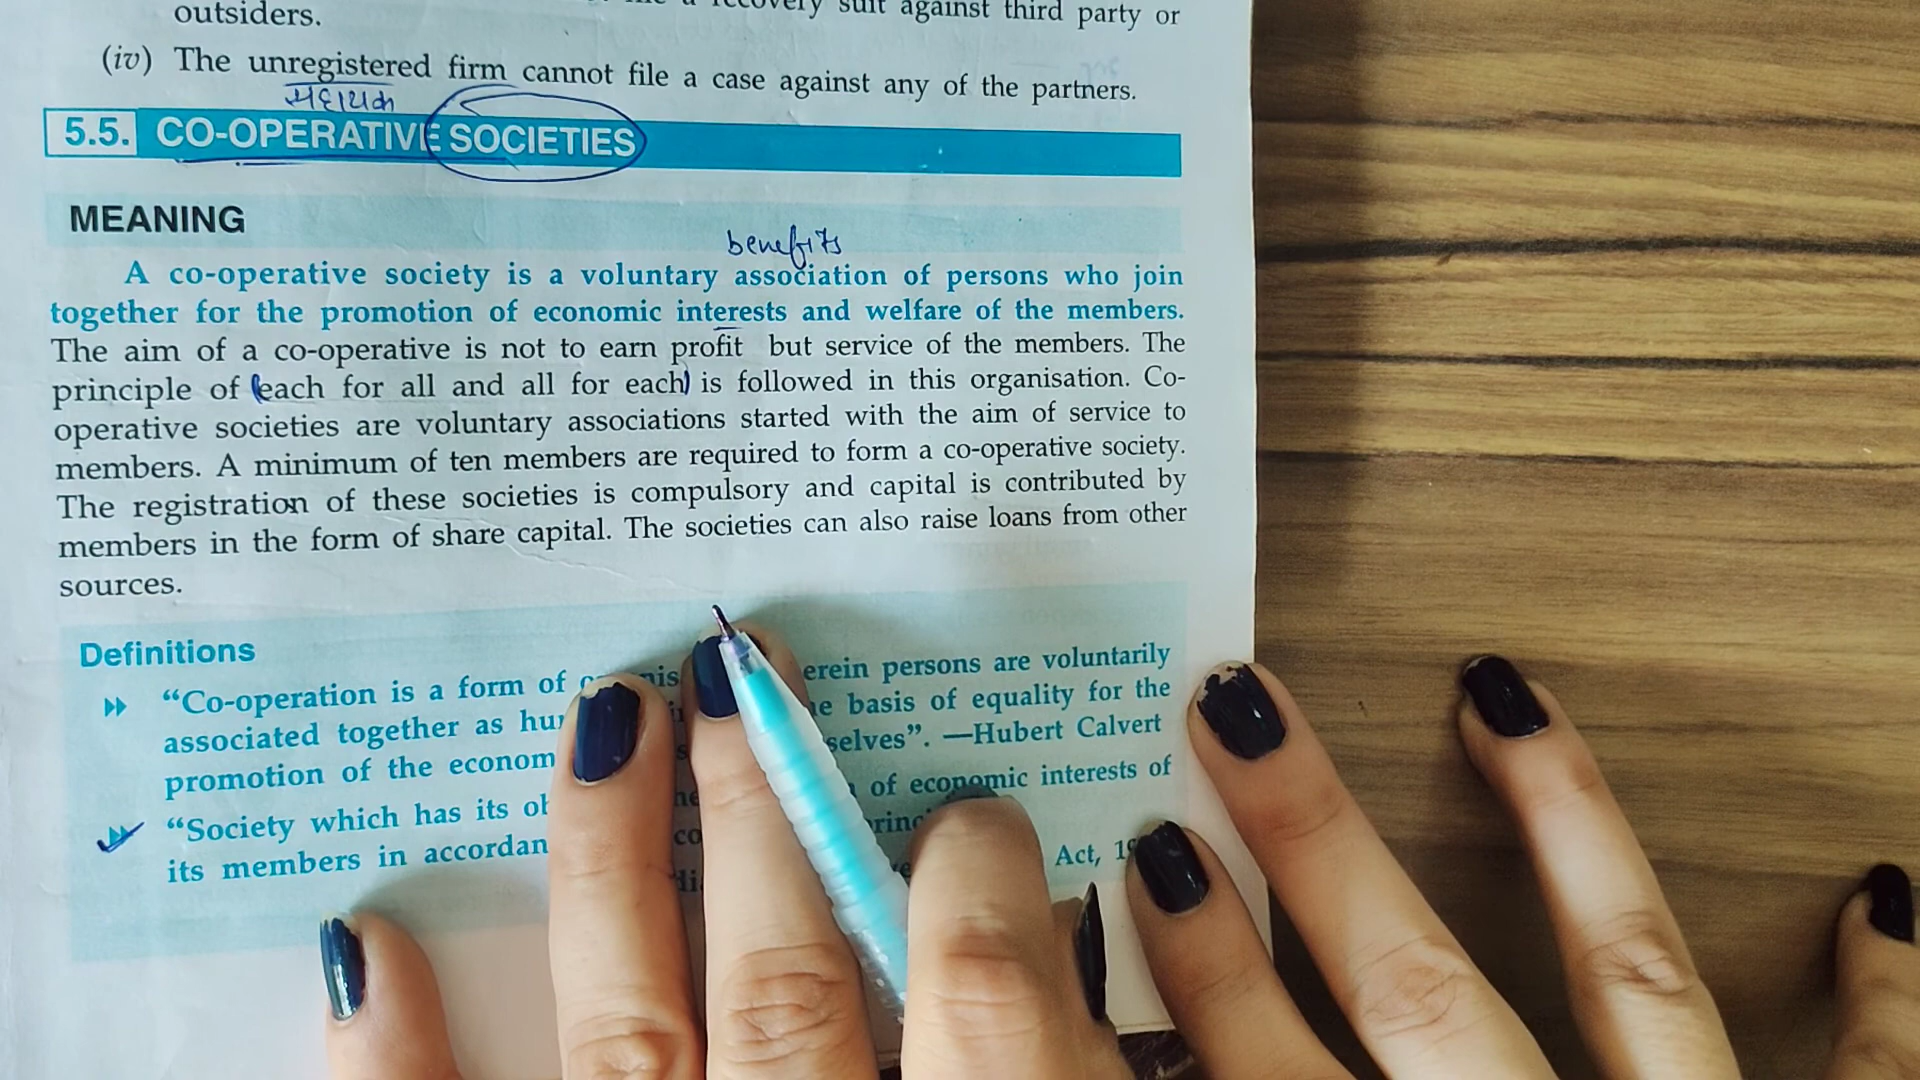 recovery suit against third party or
outsiders.
(iv) The unregistered firm cannot file a case against any of the partners.
सहायक
5.5. CO-OPERATIVE SOCIETIES
MEANING
benefits
A co-operative society is a voluntary association of persons who join
together for the promotion of economic interests and welfare of the members.
The aim of a co-operative is not to earn profit but service of the members. The
principle of (each for all and all for each) is followed in this organisation. Co-
operative societies are voluntary associations started with the aim of service to
members. A minimum of ten members are required to form a co-operative society.
The registration of these societies is compulsory and capital is contributed by
members in the form of share capital. The societies can also raise loans from other
sources.
Definitions
“Co-operation is a form of erein persons are voluntarily
associated together as basis of equality for the
promotion of the econom selves”. —Hubert Calvert
“Society which has its of economic interests of
its members in accordan
Act,